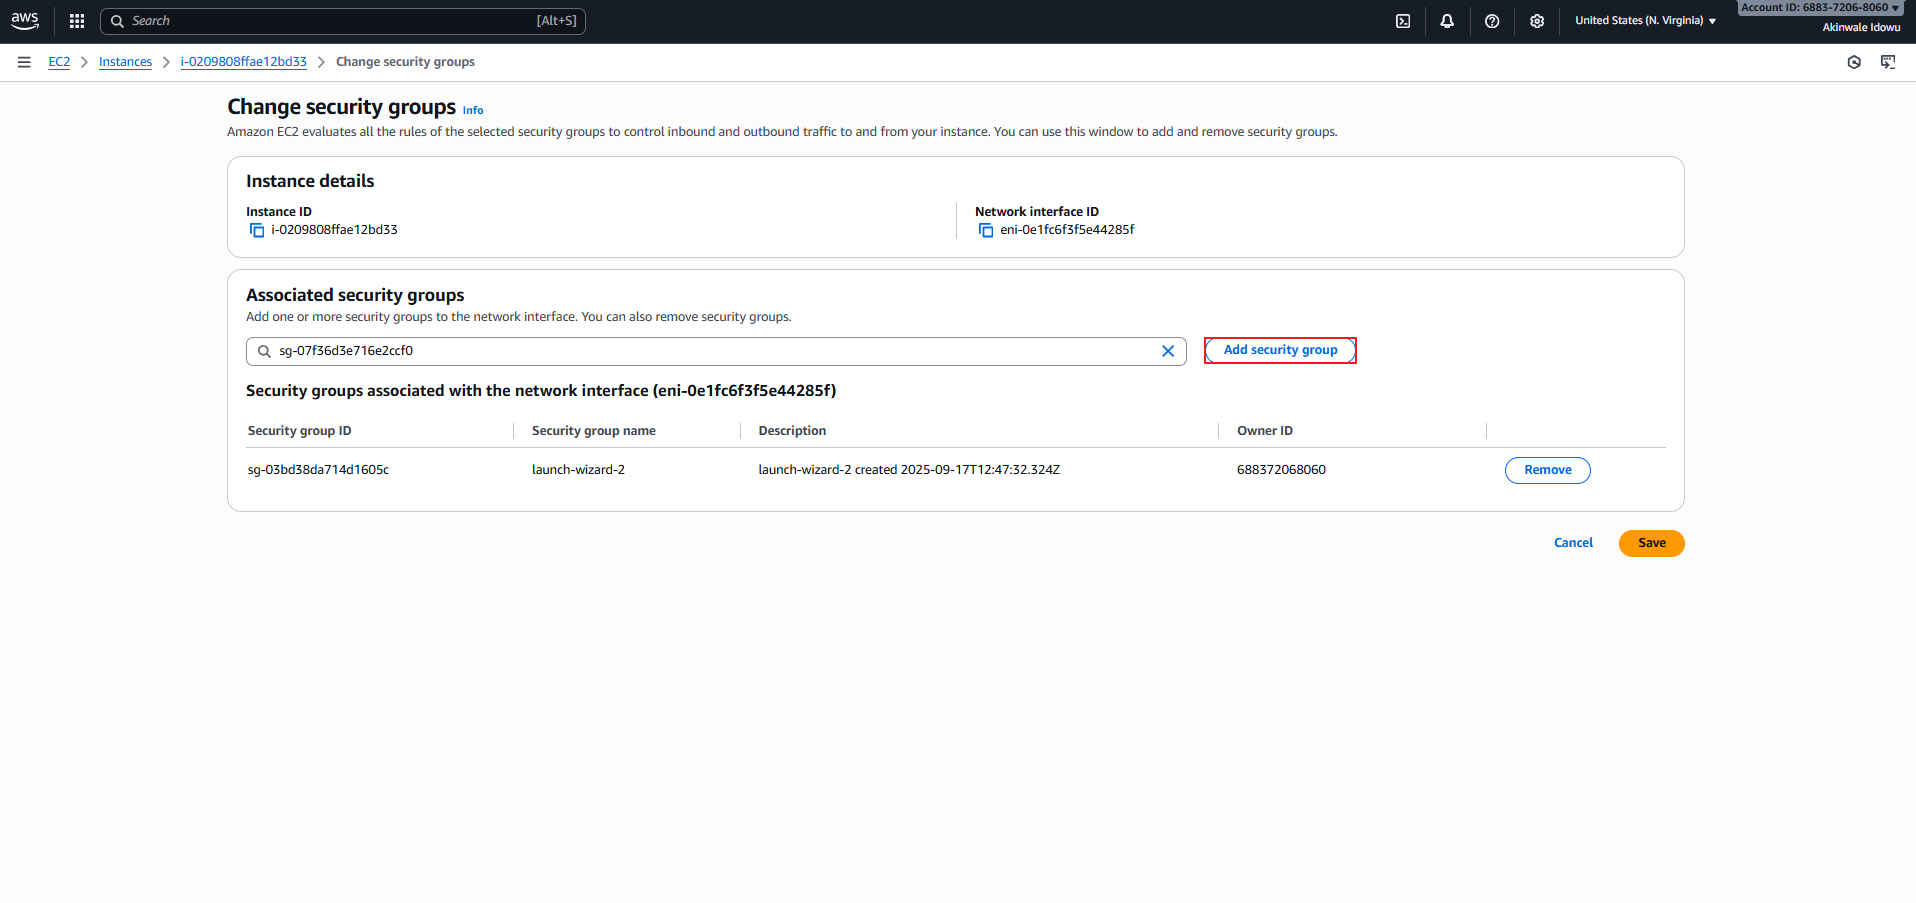 aws
Search [Alt+S]
United States (N. Virginia)
Account ID: 6883-7206-8060
Akinwale Idowu
EC2 Instances i-0209808ffae12bd33 Change security groups
Change security groups Info
Amazon EC2 evaluates all the rules of the selected security groups to control inbound and outbound traffic to and from your instance. You can use this window to add and remove security groups.
Instance details
Instance ID
i-0209808ffae12bd33
Network interface ID
eni-0e1fc6f3f5e44285f
Associated security groups
Add one or more security groups to the network interface. You can also remove security groups.
sg-07f36d3e716e2ccf0
Add security group
Security groups associated with the network interface (eni-0e1fc6f3f5e44285f)
Security group ID Security group name Description Owner ID
sg-03bd38da714d1605c launch-wizard-2 launch-wizard-2 created 2025-09-17T12:47:32.324Z 688372068060 Remove
Cancel Save